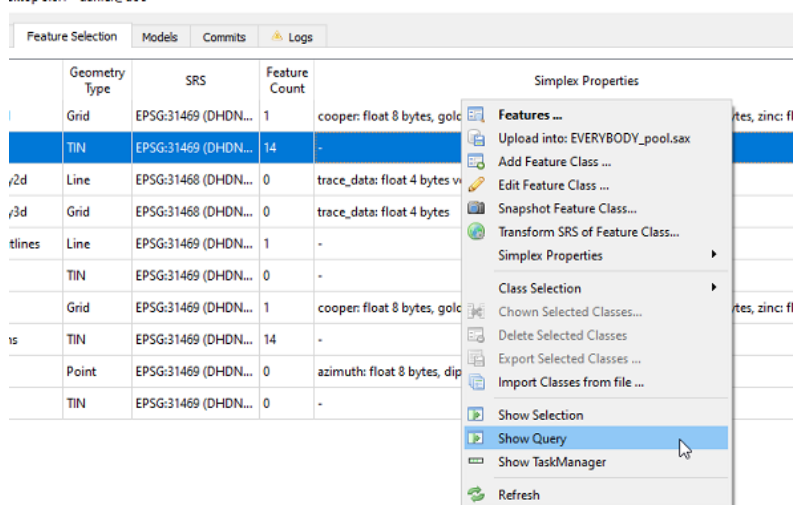 Feature Selection Models Commits Logs
Geometry Type SRS Feature Count Simplex Properties
Grid EPSG:31469 (DHDN... 1 cooper: float 8 bytes, gold
TIN EPSG:31469 (DHDN... 14 -
y2d Line EPSG:31468 (DHDN... 0 trace_data: float 4 bytes
y3d Grid EPSG:31468 (DHDN... 0 trace_data: float 4 bytes
tlines Line EPSG:31469 (DHDN... 1 -
TIN EPSG:31469 (DHDN... 0 -
Grid EPSG:31469 (DHDN... 1 cooper: float 8 bytes, gold
ns TIN EPSG:31469 (DHDN... 14 -
Point EPSG:31469 (DHDN... 0 azimuth: float 8 bytes, dip
TIN EPSG:31469 (DHDN... 0 -
Features ...
Upload into: EVERYBODY_pool.sax
Add Feature Class ...
Edit Feature Class ...
Snapshot Feature Class...
Transform SRS of Feature Class...
Simplex Properties
Class Selection
Chown Selected Classes...
Delete Selected Classes
Export Selected Classes ...
Import Classes from file ...
Show Selection
Show Query
Show TaskManager
Refresh
tes, zinc: fl
tes, zinc: fl